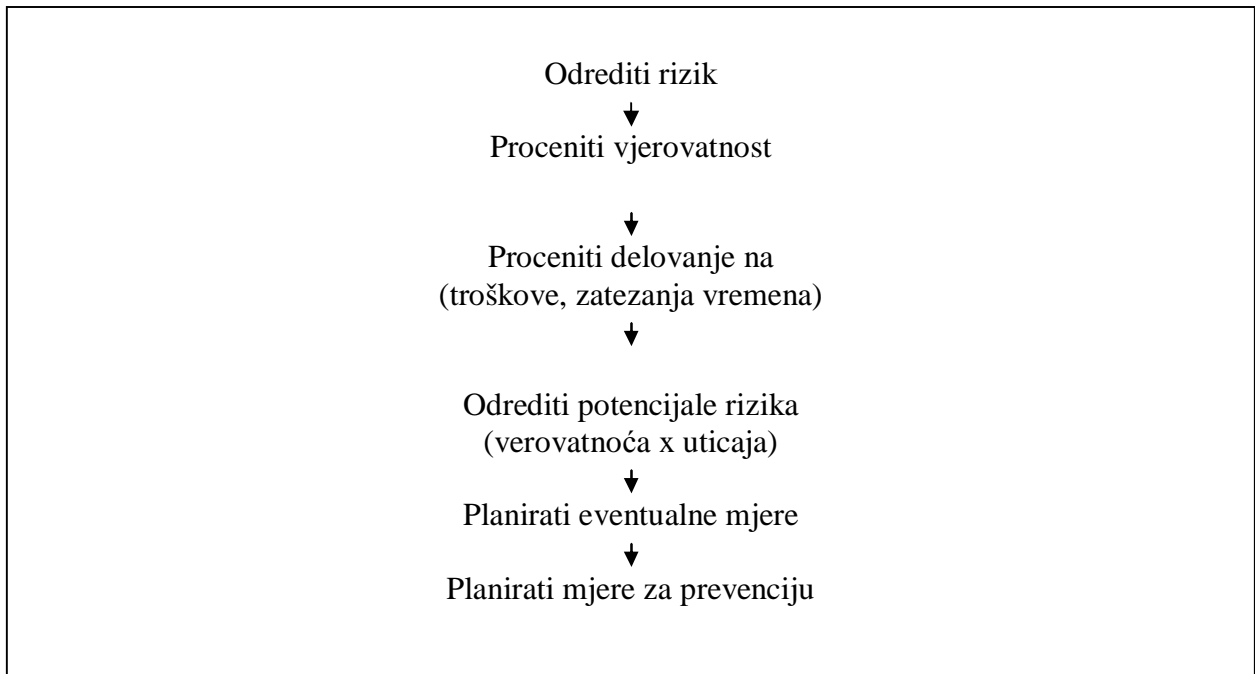 Odrediti rizik
Proceniti vjerovatnost
Proceniti delovanje na
(troškove, zatezanja vremena)
Odrediti potencijale rizika
(verovatnoća x uticaja)
Planirati eventualne mjere
Planirati mjere za prevenciju